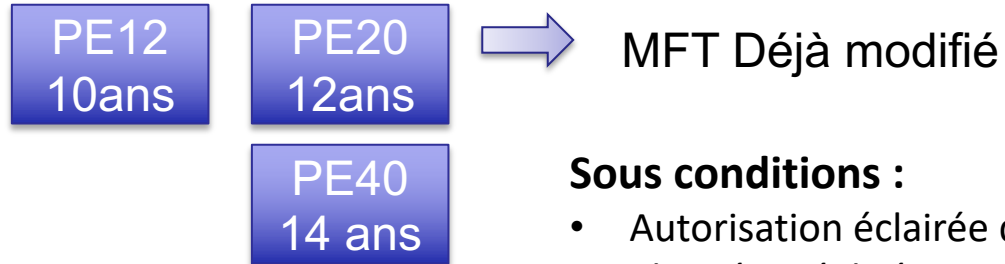 PE12
10ans
PE20
12ans
MFT Déjà modifié
PE40
14 ans
Sous conditions :
• Autorisation éclairée